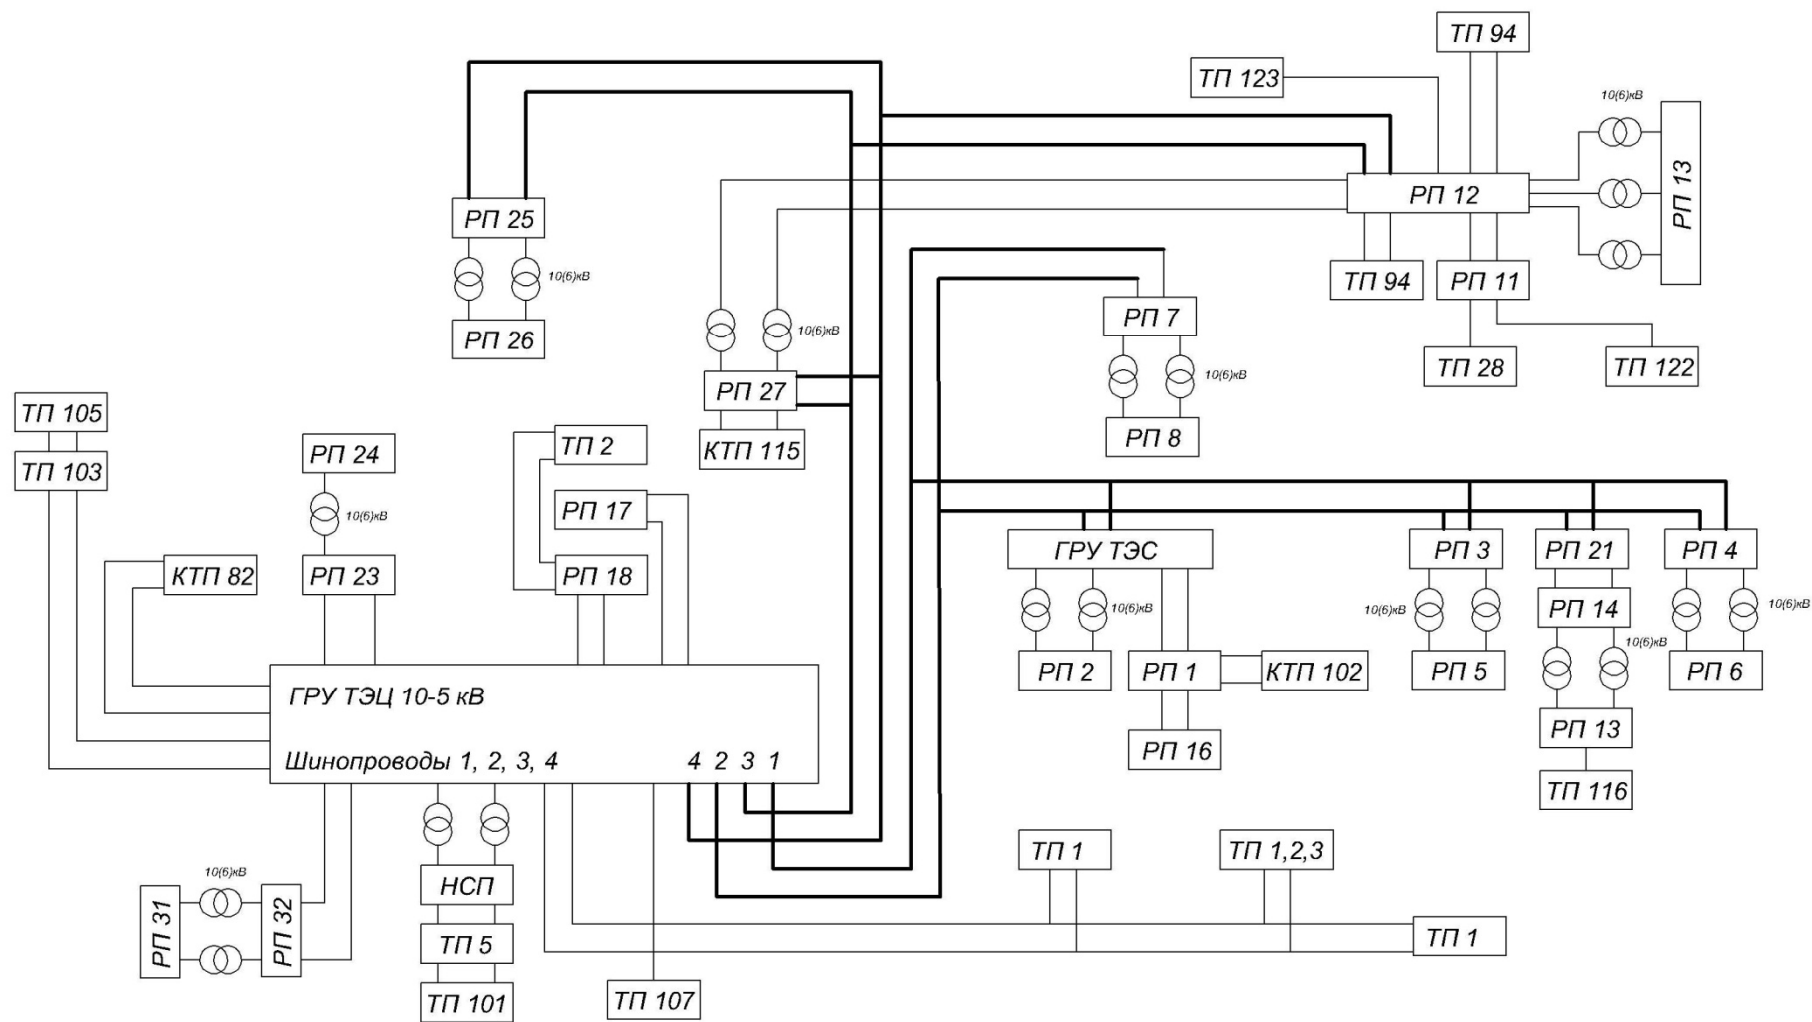 ТП 94
ТП 123
10(6)кВ
РП 13
РП 12
РП 25
10(6)кВ
ТП 94
РП 11
РП 7
10(6)кВ
РП 26
ТП 28
ТП 122
10(6)кВ
РП 27
ТП 105
РП 8
ТП 2
КТП 115
РП 24
ТП 103
РП 17
10(6)кВ
ГРУ ТЭС
РП 3
РП 21
РП 4
КТП 82
РП 23
РП 18
10(6)кВ
10(6)кВ
РП 14
10(6)кВ
10(6)кВ
РП 2
РП 1
КТП 102
РП 5
РП 6
ГРУ ТЭЦ 10-5 кВ
РП 13
РП 16
Шинопроводы 1, 2, 3, 4
4 2 3 1
ТП 116
ТП 1
ТП 1,2,3
10(6)кВ
НСП
РП 31
РП 32
ТП 5
ТП 1
ТП 101
ТП 107